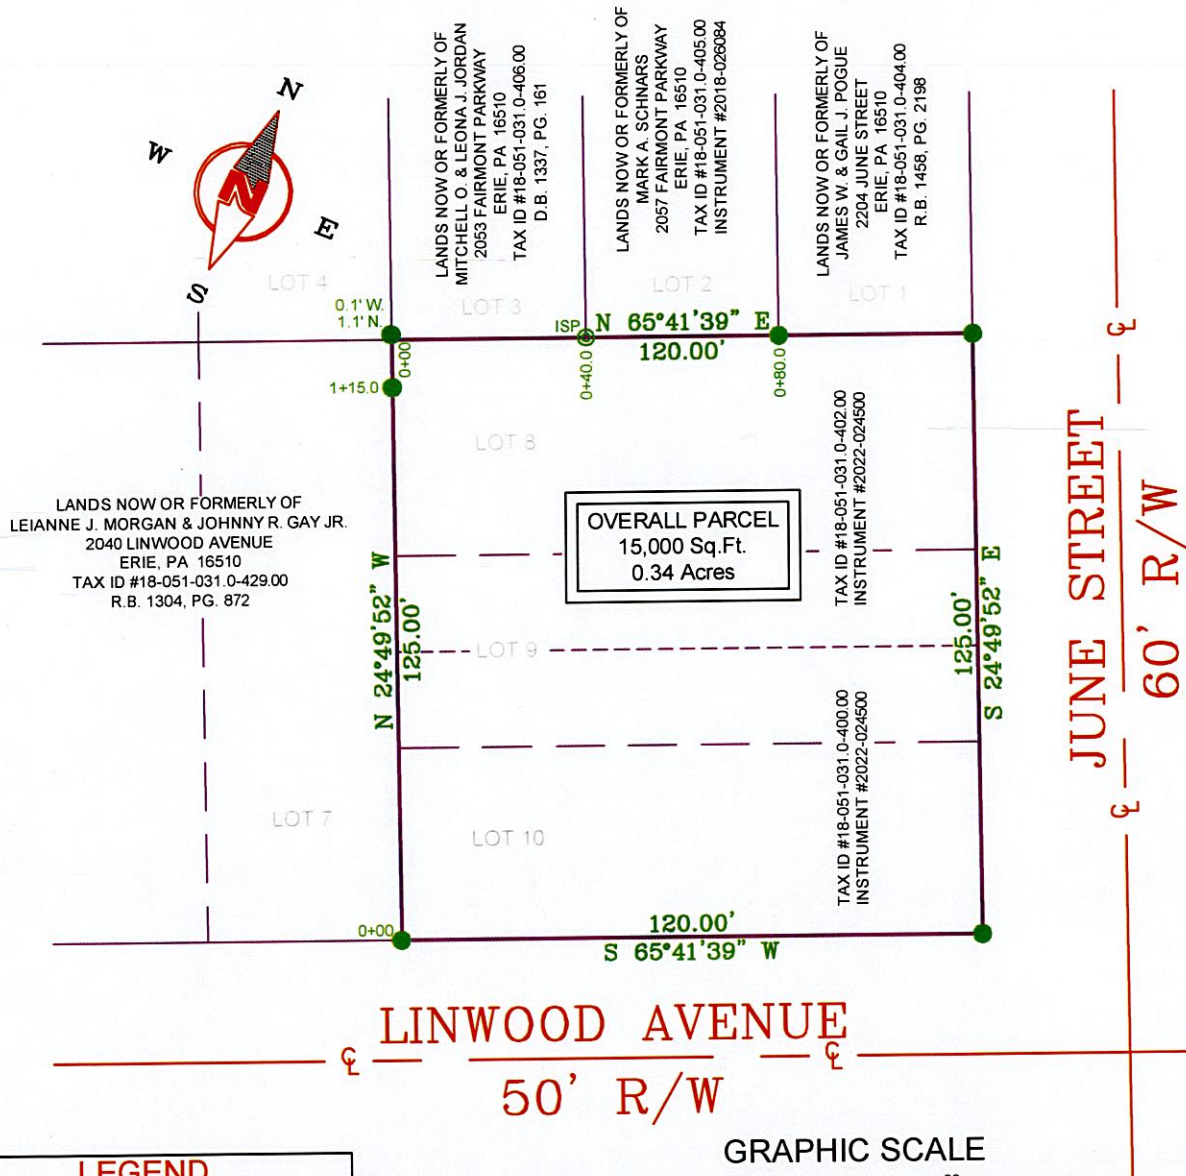 LANDS NOW OR FORMERLY OF
MITCHELL O. & LEONA J. JORDAN
2053 FAIRMONT PARKWAY
ERIE, PA 16510
TAX ID #18-051-031.0-406.00
D.B. 1337, PG. 161
LANDS NOW OR FORMERLY OF
MARK A. SCHNARS
2057 FAIRMONT PARKWAY
ERIE, PA 16510
TAX ID #18-051-031.0-405.00
INSTRUMENT #2018-026084
LANDS NOW OR FORMERLY OF
JAMES W. & GAIL J. POGUE
2204 JUNE STREET
ERIE, PA 16510
TAX ID #18-051-031.0-404.00
R.B. 1458, PG. 2198
N
W
N
E
S
LOT 4
LOT 3
LOT 2
LOT 1
0.1' W.
1.1' N.
ISP
N 65°41'39" E
120.00'
0+00
0+40.0
0+80.0
1+15.0
LOT 8
TAX ID #18-051-031.0-402.00
INSTRUMENT #2022-024500
LANDS NOW OR FORMERLY OF
LEIANNE J. MORGAN & JOHNNY R. GAY JR.
2040 LINWOOD AVENUE
ERIE, PA 16510
TAX ID #18-051-031.0-429.00
R.B. 1304, PG. 872
OVERALL PARCEL
15,000 Sq.Ft.
0.34 Acres
N 24°49'52" W
125.00'
LOT 9
125.00'
S 24°49'52" E
JUNE STREET
60' R/W
℄
℄
TAX ID #18-051-031.0-400.00
INSTRUMENT #2022-024500
LOT 7
LOT 10
0+00
120.00'
S 65°41'39" W
LINWOOD AVENUE
℄
℄
50' R/W
GRAPHIC SCALE
LEGEND